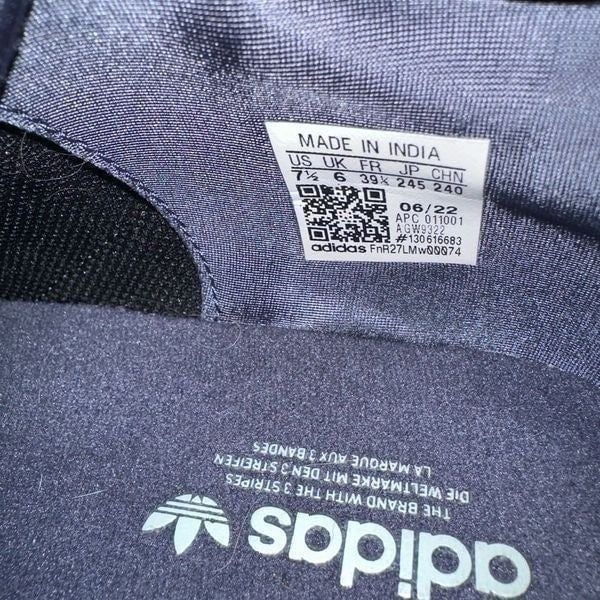 MADE IN INDIA
US UK FR JP CHN
7½ 6 39⅓ 245 240
06/22
APC 011001
AGW9322
#130616683
adidas FnR27LMw00074
adidas
THE BRAND WITH THE 3 STRIPES
DIE WELTMARKE MIT DEN 3 STREIFEN
LA MARQUE AUX 3 BANDES